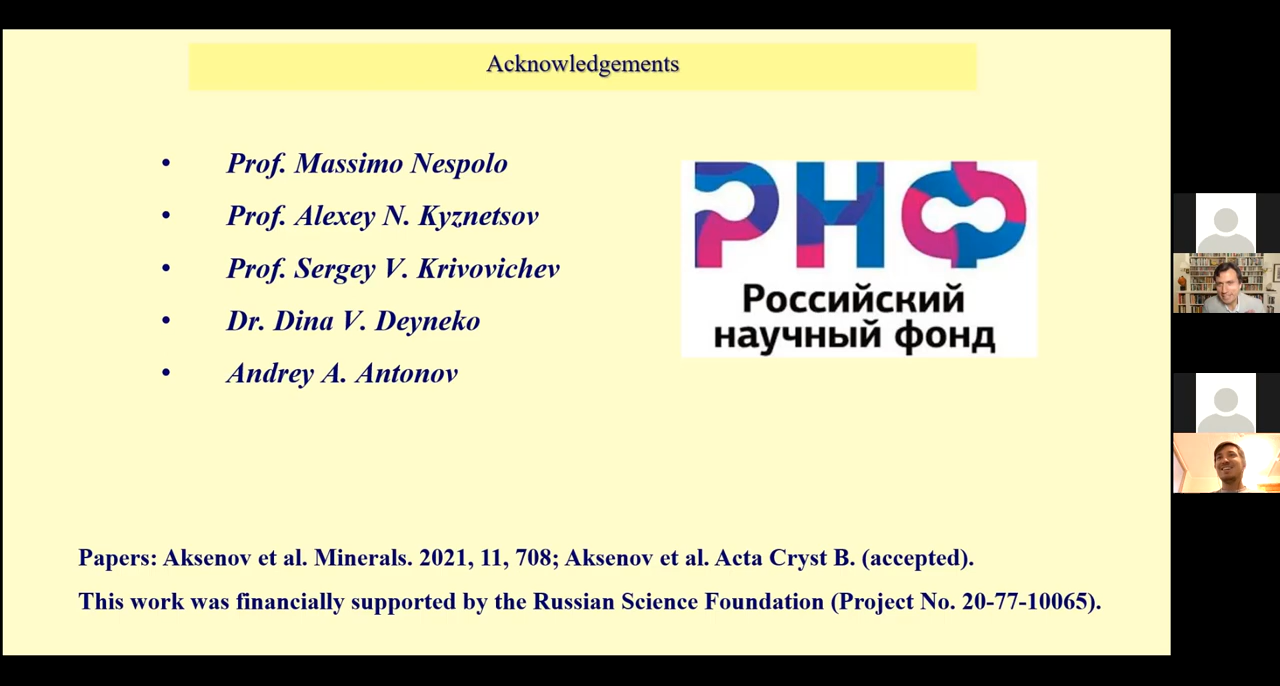 Acknowledgements
• Prof. Massimo Nespolo
• Prof. Alexey N. Kyznetsov
• Prof. Sergey V. Krivovichev
• Dr. Dina V. Deyneko
• Andrey A. Antonov
РНФ
Российский
научный фонд
Papers: Aksenov et al. Minerals. 2021, 11, 708; Aksenov et al. Acta Cryst B. (accepted).
This work was financially supported by the Russian Science Foundation (Project No. 20-77-10065).